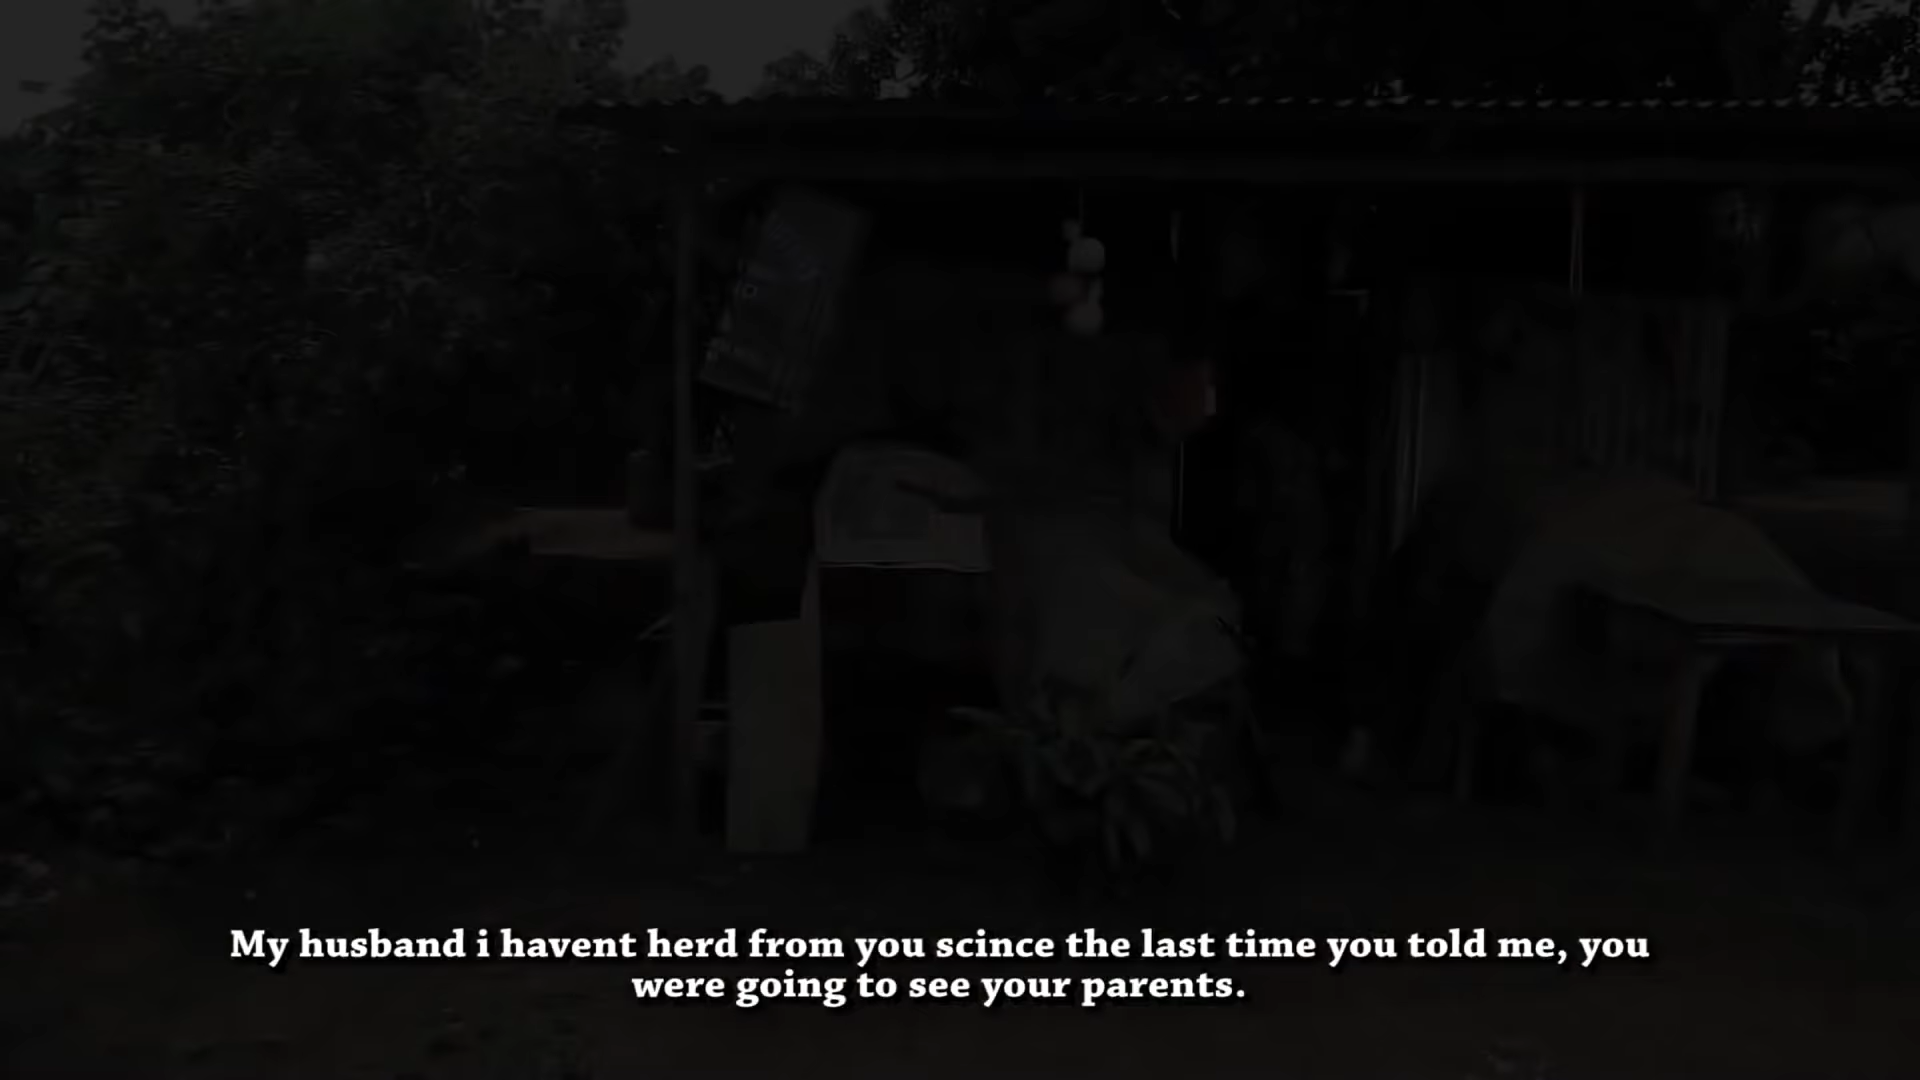 My husband i havent herd from you scince the last time you told me, you
were going to see your parents.